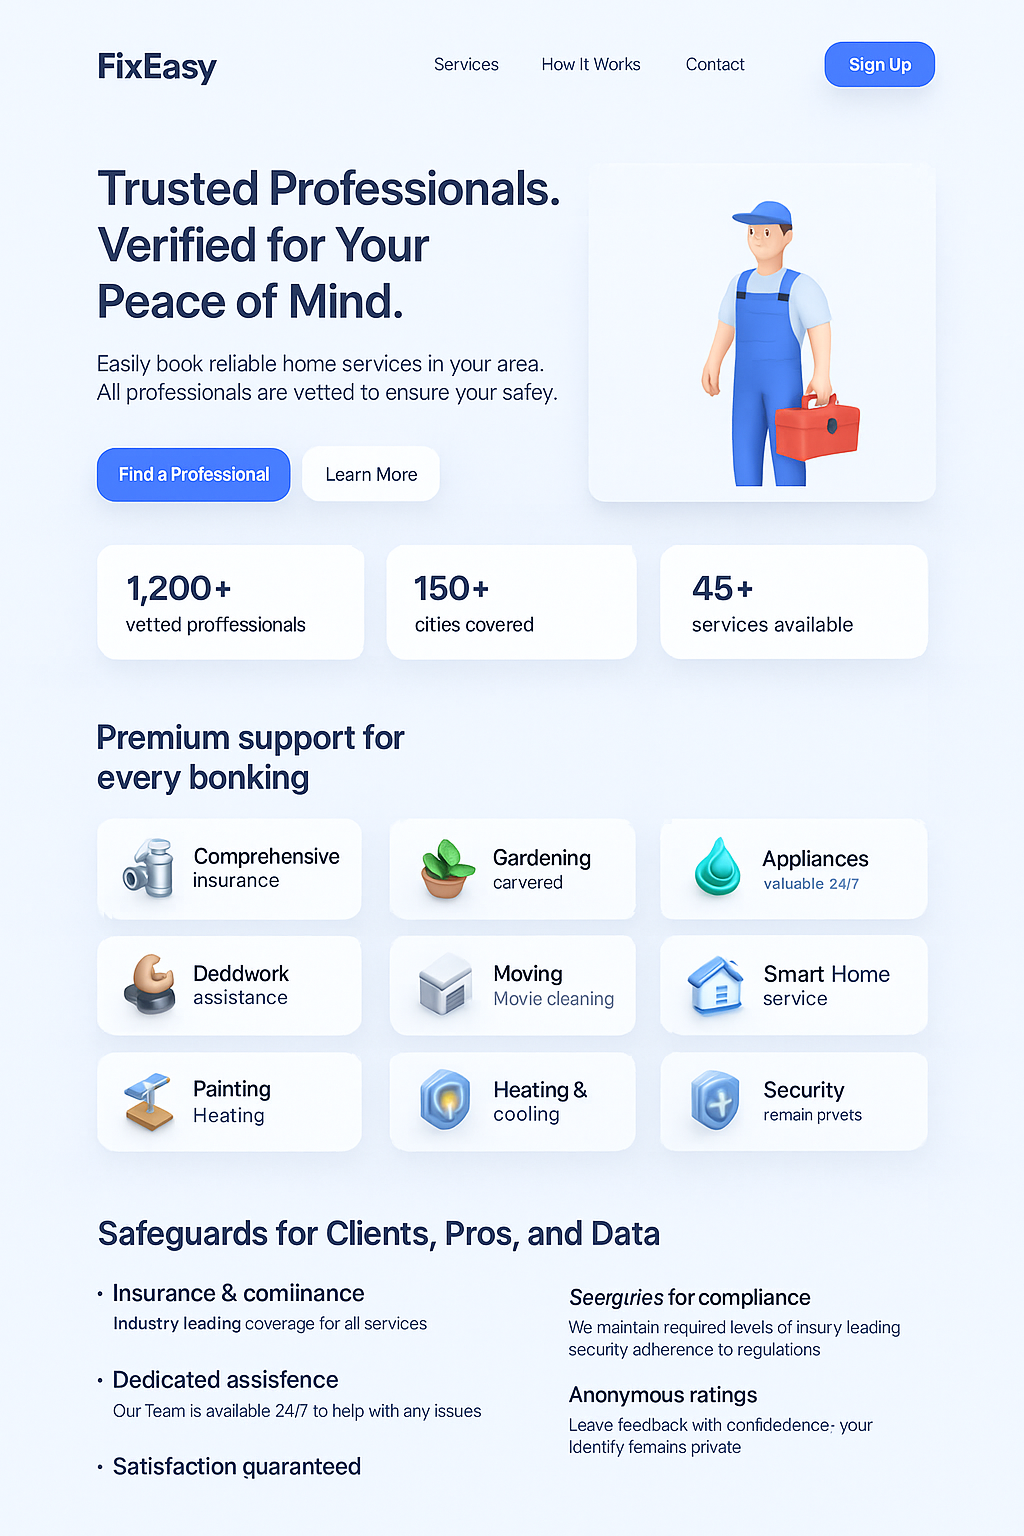 FixEasy
Services
How It Works
Contact
Sign Up
Trusted Professionals.
Verified for Your
Peace of Mind.
Easily book reliable home services in your area.
All professionals are vetted to ensure your safey.
Find a Professional
Learn More
1,200+
vetted proffessionals
150+
cities covered
45+
services available
Premium support for
every bonking
Comprehensive
insurance
Gardening
carvered
Appliances
valuable 24/7
Deddwork
assistance
Moving
Movie cleaning
Smart Home
service
Painting
Heating
Heating &
cooling
Security
remain prvets
Safeguards for Clients, Pros, and Data
• Insurance & comiinance
Industry leading coverage for all services
• Dedicated assisfence
Our Team is available 24/7 to help with any issues
• Satisfaction quaranteed
for compliance
We maintain required levels of insury leading
security adherence to regulations
Anonymous ratings
Leave feedback with confidedence- your
Identify femains private